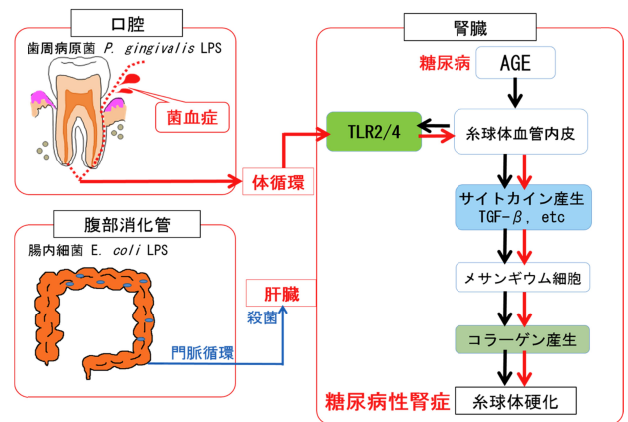 口腔
歯周病原菌 P. gingivalis LPS
菌血症
体循環
腹部消化管
腸内細菌 E. coli LPS
門脈循環
肝臓
殺菌
腎臓
糖尿病
AGE
TLR2/4
糸球体血管内皮
サイトカイン産生
TGF-β, etc
メサンギウム細胞
コラーゲン産生
糖尿病性腎症
糸球体硬化